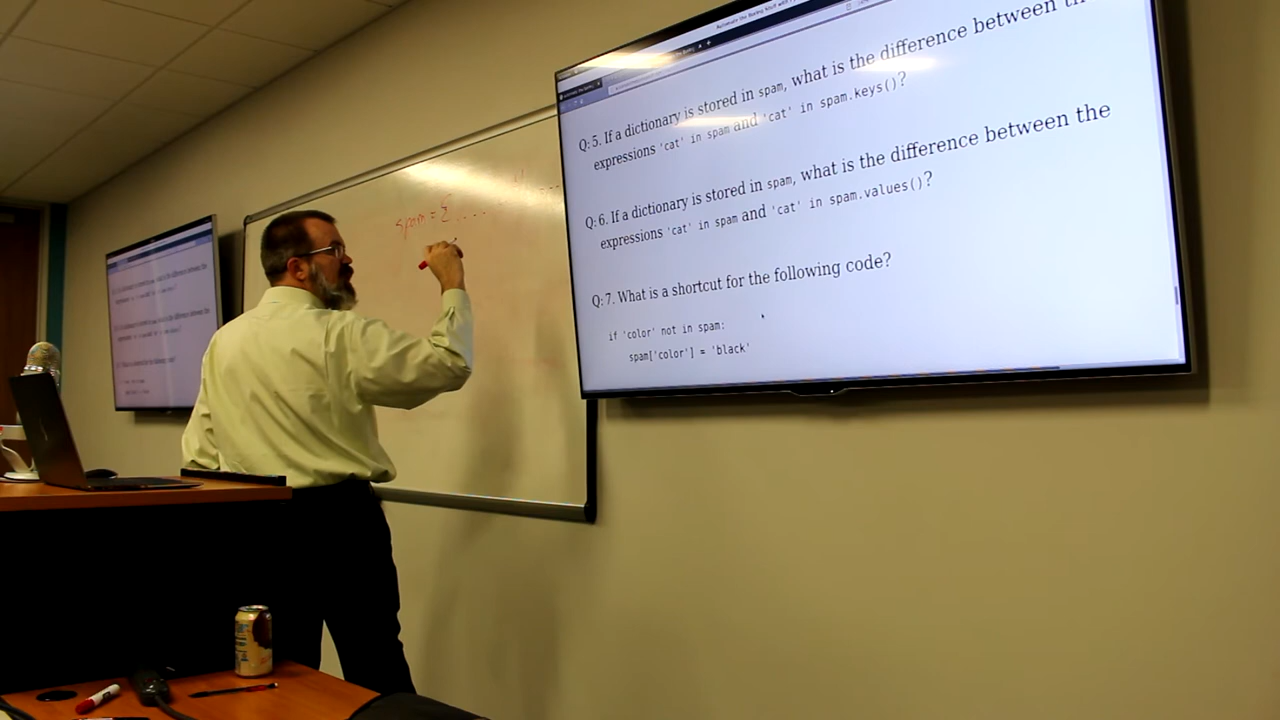 Q: 5. If a dictionary is stored in spam, what is the difference between
expressions 'cat' in spam and 'cat' in spam.keys()?
Q: 6. If a dictionary is stored in spam, what is the difference between the
expressions 'cat' in spam and 'cat' in spam.values()?
Q: 7. What is a shortcut for the following code?
if 'color' not in spam:
spam['color'] = 'black'
spam = {